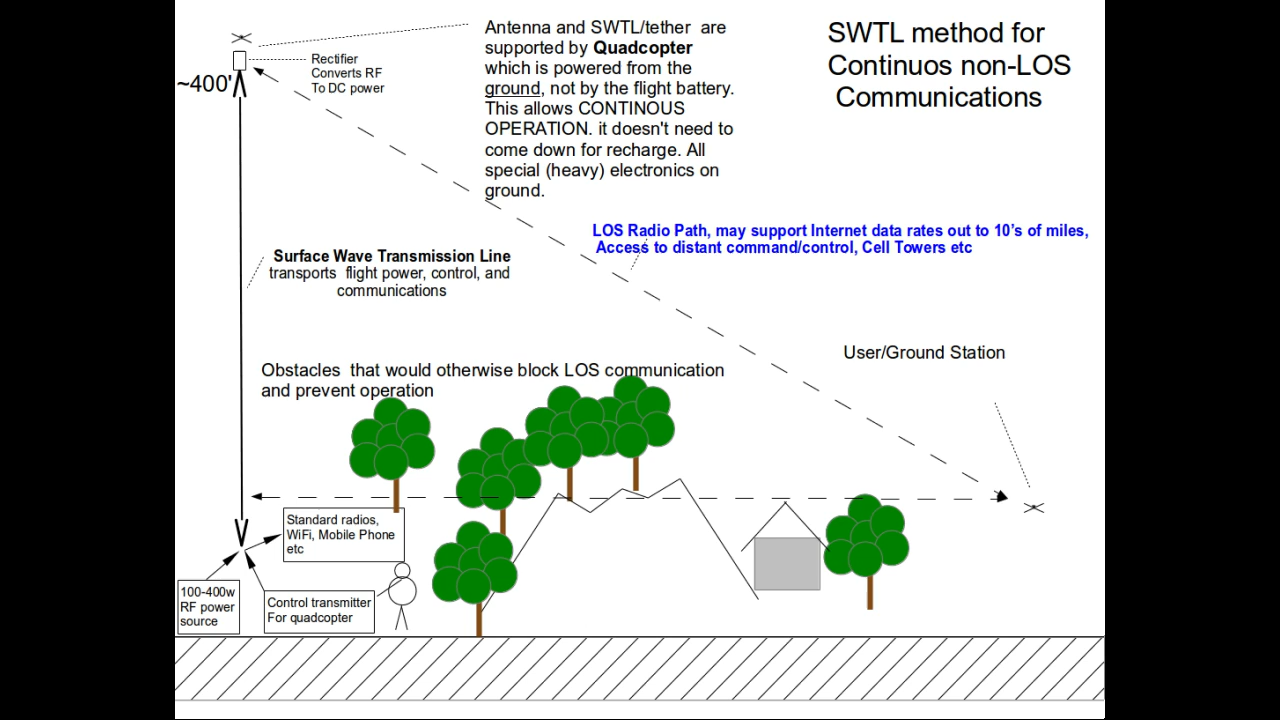 SWTL method for
Continuos non-LOS
Communications
Antenna and SWTL/tether are
supported by Quadcopter
which is powered from the
ground, not by the flight battery.
This allows CONTINOUS
OPERATION. it doesn't need to
come down for recharge. All
special (heavy) electronics on
ground.
Rectifier
Converts RF
To DC power
~400'
LOS Radio Path, may support Internet data rates out to 10's of miles,
Access to distant command/control, Cell Towers etc
Surface Wave Transmission Line
transports flight power, control, and
communications
User/Ground Station
Obstacles that would otherwise block LOS communication
and prevent operation
Standard radios,
WiFi, Mobile Phone
etc
100-400w
RF power
source
Control transmitter
For quadcopter